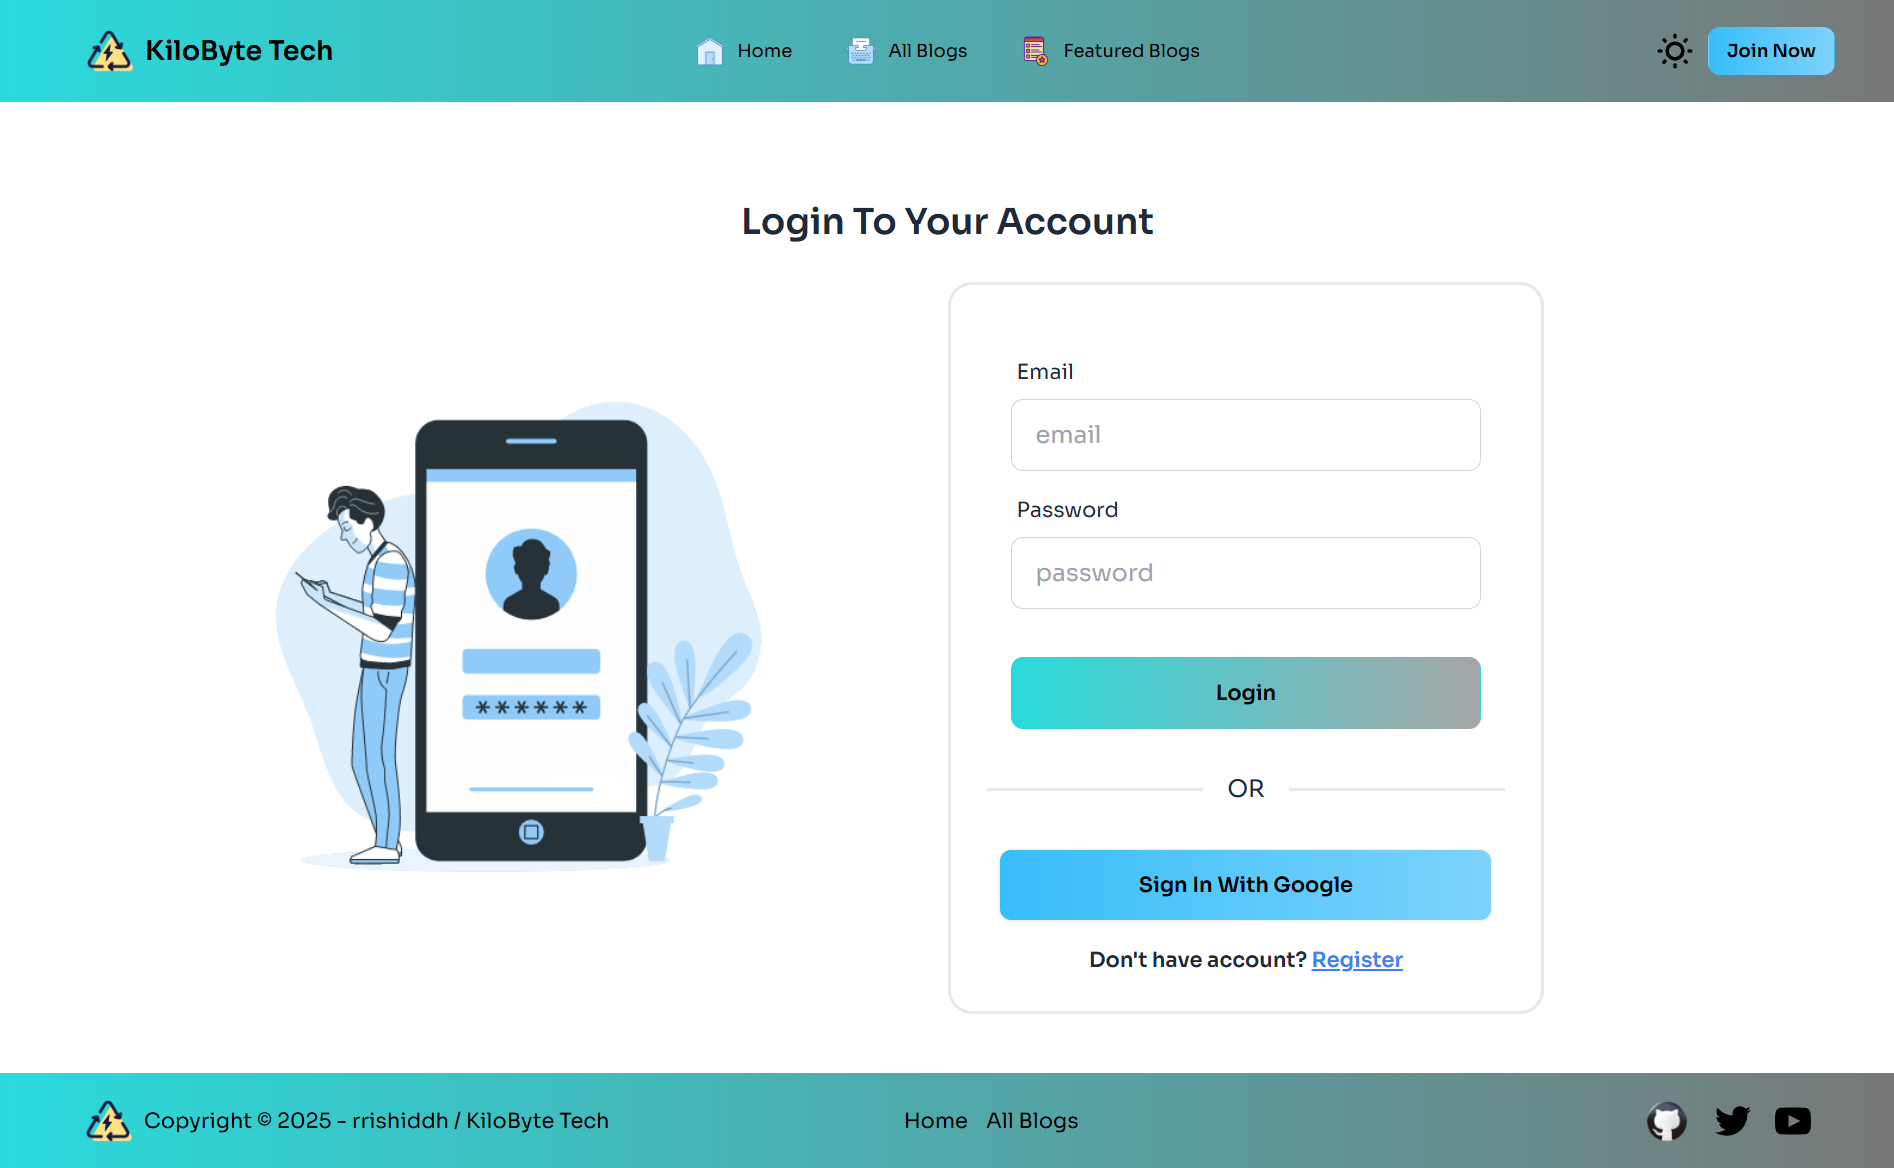 KiloByte Tech
Home
All Blogs
Featured Blogs
Join Now
Login To Your Account
Email
email
Password
password
******
Login
OR
Sign In With Google
Don't have account? Register
Copyright © 2025 - rrishiddh / KiloByte Tech
Home
All Blogs